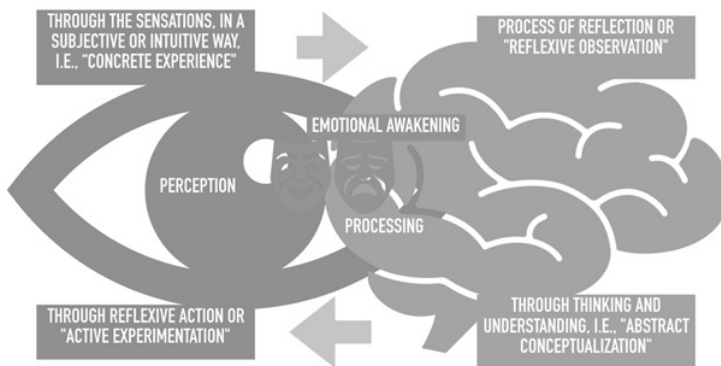 THROUGH THE SENSATIONS, IN A
SUBJECTIVE OR INTUITIVE WAY,
I.E., "CONCRETE EXPERIENCE"
PROCESS OF REFLECTION OR
"REFLEXIVE OBSERVATION"
EMOTIONAL AWAKENING
PERCEPTION
PROCESSING
THROUGH REFLEXIVE ACTION OR
"ACTIVE EXPERIMENTATION"
THROUGH THINKING AND
UNDERSTANDING, I.E., "ABSTRACT
CONCEPTUALIZATION"